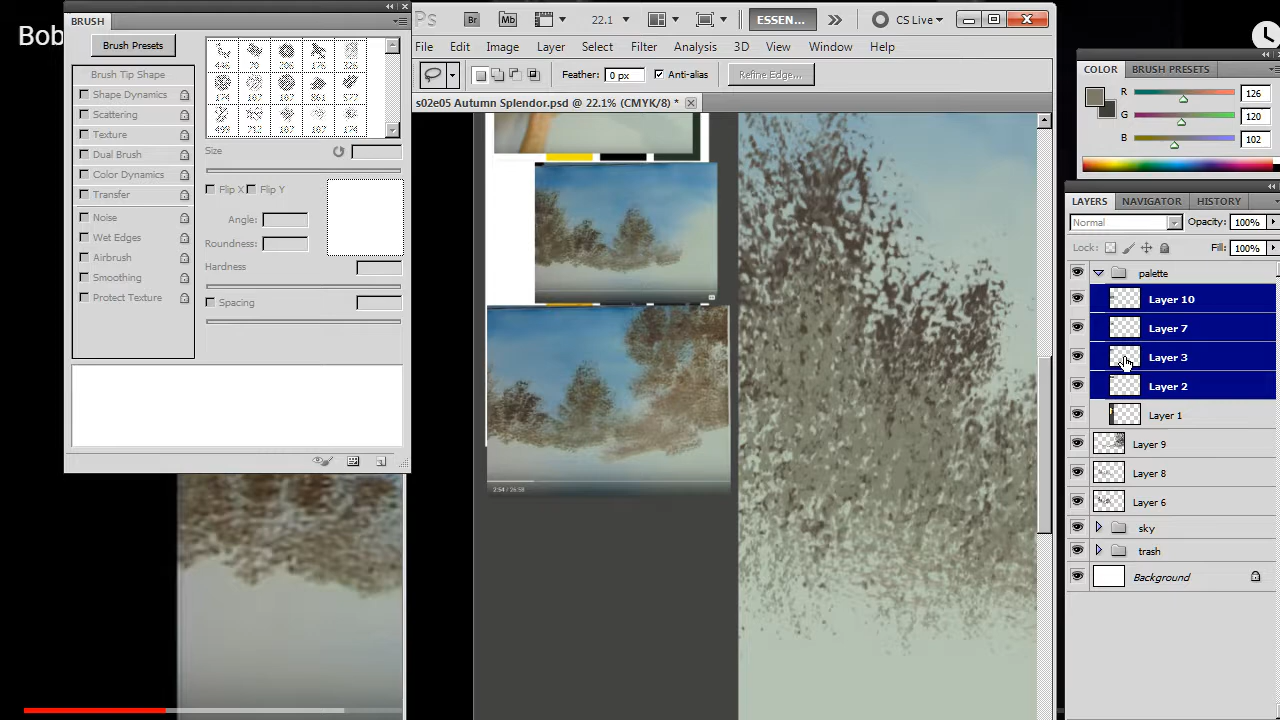 Bob
BRUSH
Brush Presets
Brush Tip Shape
Shape Dynamics
Scattering
Texture
Dual Brush
Color Dynamics
Transfer
Noise
Wet Edges
Airbrush
Smoothing
Protect Texture
Size
Flip X
Flip Y
Angle:
Roundness:
Hardness
Spacing
Ps
Br
Mb
22.1
ESSEN...
CS Live
File
Edit
Image
Layer
Select
Filter
Analysis
3D
View
Window
Help
Feather: 0 px
Anti-alias
Refine Edge...
s02e05 Autumn Splendor.psd @ 22.1% (CMYK/8) *
COLOR
BRUSH PRESETS
R 126
G 120
B 102
LAYERS
NAVIGATOR
HISTORY
Normal
Opacity: 100%
Lock:
Fill: 100%
palette
Layer 10
Layer 7
Layer 3
Layer 2
Layer 1
Layer 9
Layer 8
Layer 6
sky
trash
Background
2:54 / 26:58